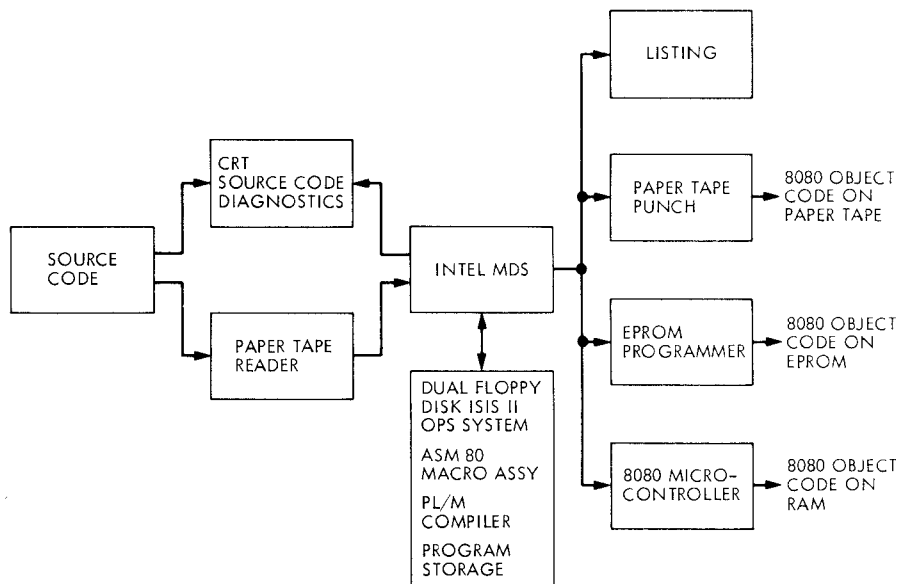 LISTING
CRT
SOURCE CODE
DIAGNOSTICS
PAPER TAPE
PUNCH
8080 OBJECT
CODE ON
PAPER TAPE
SOURCE
CODE
INTEL MDS
PAPER TAPE
READER
EPROM
PROGRAMMER
8080 OBJECT
CODE ON
EPROM
DUAL FLOPPY
DISK ISIS II
OPS SYSTEM
ASM 80
MACRO ASSY
PL/M
COMPILER
PROGRAM
STORAGE
8080 MICRO-
CONTROLLER
8080 OBJECT
CODE ON
RAM